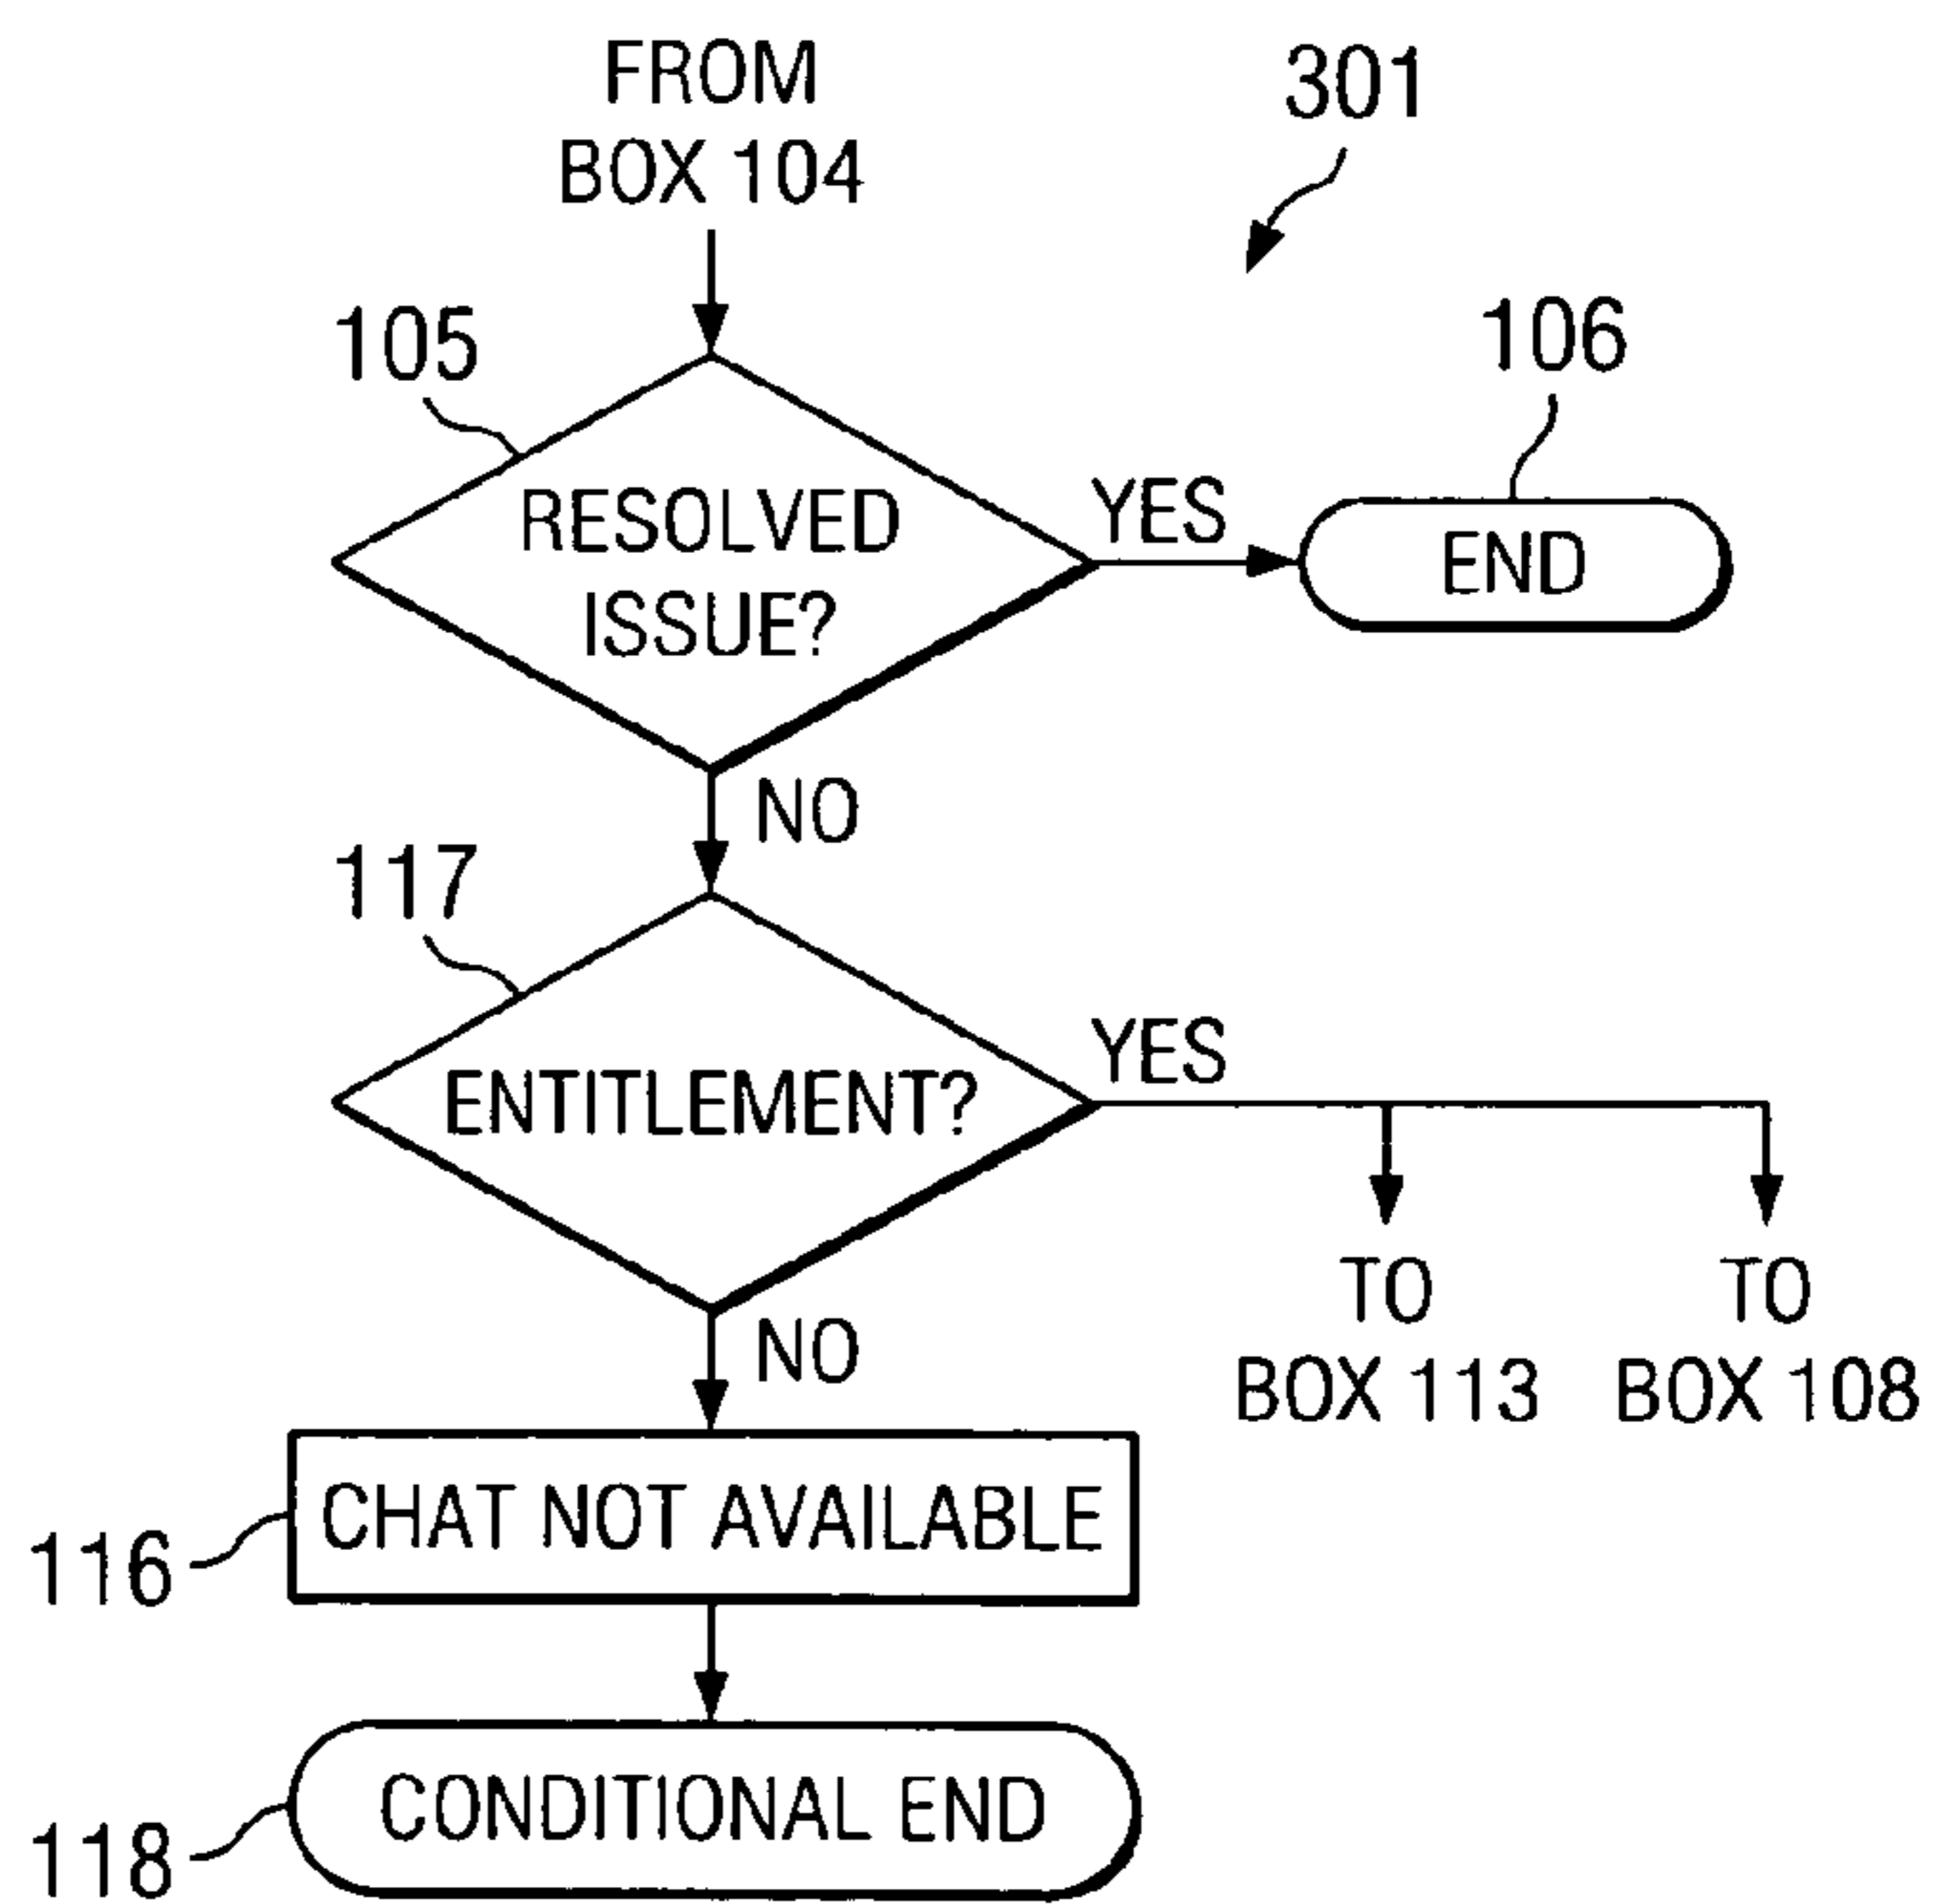 FROM
BOX 104
301
105
106
RESOLVED
ISSUE?
YES
END
NO
117
ENTITLEMENT?
YES
TO
BOX 113
TO
BOX 108
NO
CHAT NOT AVAILABLE
116
CONDITIONAL END
118